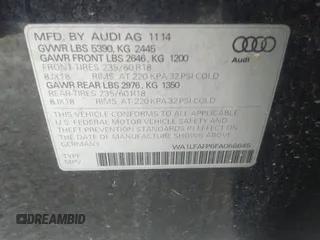 MFD. BY AUDI AG 11 14
GVWR LBS 5390, KG 2445
GAWR FRONT LBS 2646, KG 1200
FRONT-TIRES 235/60 R18
8JX18 RIMS, AT 220 KPA/32 PSI COLD
GAWR REAR LBS 2976, KG 1350
REAR-TIRES 235/60 R18
8JX18 RIMS, AT 220 KPA/32 PSI COLD
THIS VEHICLE CONFORMS TO ALL APPLICABLE
U.S. FEDERAL MOTOR VEHICLE SAFETY AND
THEFT PREVENTION STANDARDS IN EFFECT ON
THE DATE OF MANUFACTURE SHOWN ABOVE.
GERMANY
Audi
TYPE: